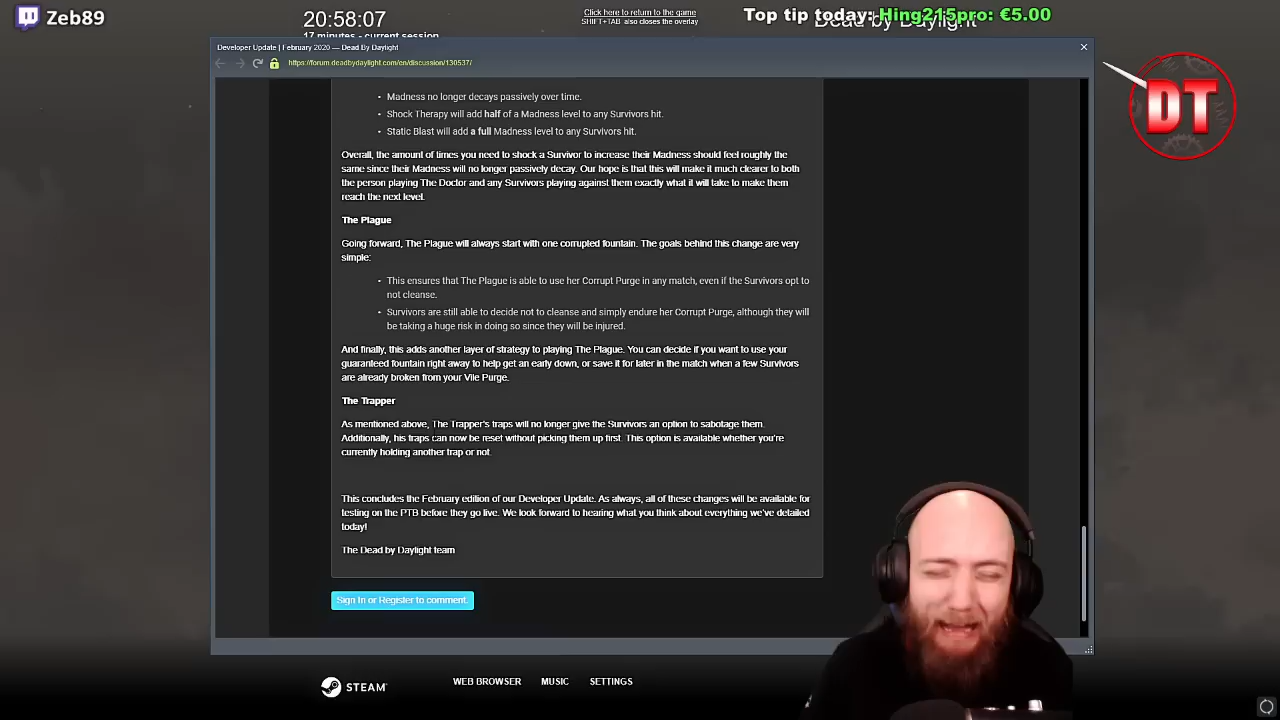 Zeb89
20:58:07
17 minutes - current session
Click here to return to the game
SHIFT+TAB also closes the overlay
Dead by Daylight
Top tip today: Hing215pro: €5.00
Developer Update | February 2020 — Dead By Daylight
https://forum.deadbydaylight.com/en/discussion/130537/
DT
• Madness no longer decays passively over time.
• Shock Therapy will add half of a Madness level to any Survivors hit.
• Static Blast will add a full Madness level to any Survivors hit.
Overall, the amount of times you need to shock a Survivor to increase their Madness should feel roughly the
same since their Madness will no longer passively decay. Our hope is that this will make it much clearer to both
the person playing The Doctor and any Survivors playing against them exactly what it will take to make them
reach the next level.
The Plague
Going forward, The Plague will always start with one corrupted fountain. The goals behind this change are very
simple:
• This ensures that The Plague is able to use her Corrupt Purge in any match, even if the Survivors opt to
not cleanse.
• Survivors are still able to decide not to cleanse and simply endure her Corrupt Purge, although they will
be taking a huge risk in doing so since they will be injured.
And finally, this adds another layer of strategy to playing The Plague. You can decide if you want to use your
guaranteed fountain right away to help get an early down, or save it for later in the match when a few Survivors
are already broken from your Vile Purge.
The Trapper
As mentioned above, The Trapper's traps will no longer give the Survivors an option to sabotage them.
Additionally, his traps can now be reset without picking them up first. This option is available whether you're
currently holding another trap or not.
This concludes the February edition of our Developer Update. As always, all of these changes will be available for
testing on the PTB before they go live. We look forward to hearing what you think about everything we've detailed
today!
The Dead by Daylight team
Sign In or Register to comment.
STEAM
WEB BROWSER
MUSIC
SETTINGS